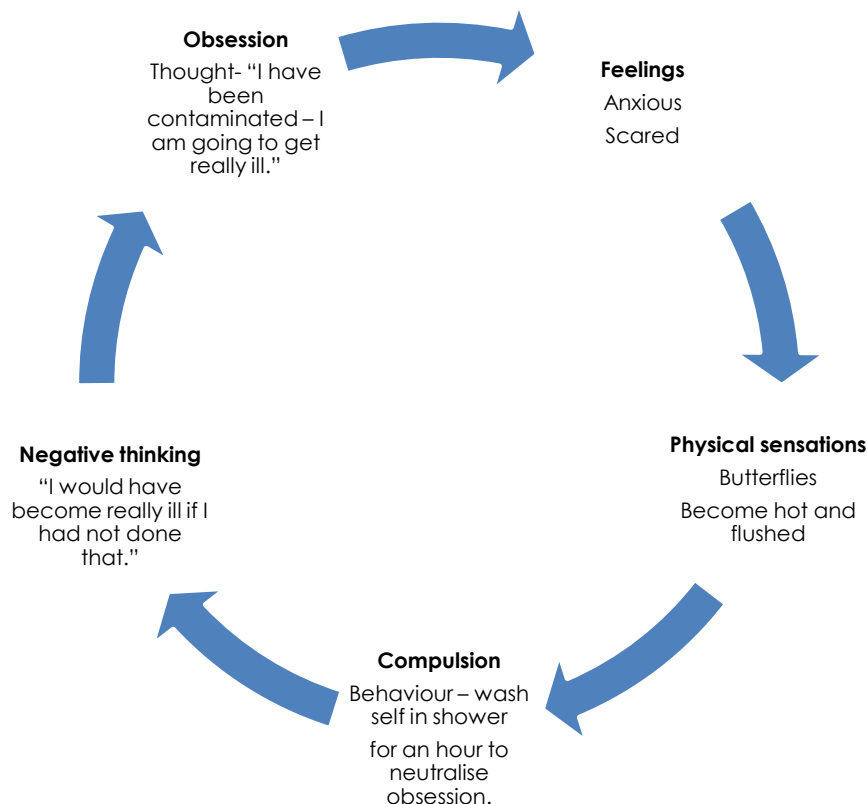 Obsession
Thought- “I have
been
contaminated – I
am going to get
really ill.”
Feelings
Anxious
Scared
Physical sensations
Butterflies
Become hot and
flushed
Compulsion
Behaviour – wash
self in shower
for an hour to
neutralise
obsession.
Negative thinking
“I would have
become really ill if I
had not done
that.”